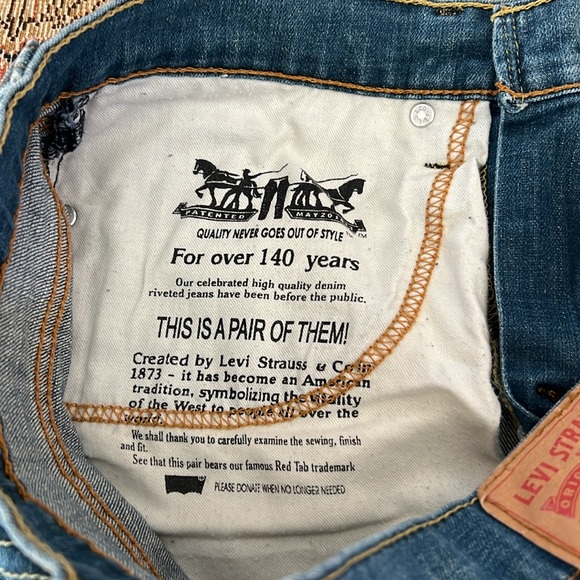 PATENTED MAY 20
QUALITY NEVER GOES OUT OF STYLE™
For over 140 years
Our celebrated high quality denim
riveted jeans have been before the public.
THIS IS A PAIR OF THEM!
Created by Levi Strauss & Co in
1873 - it has become an American
tradition, symbolizing the vitality
of the West to people all over the
world.
We shall thank you to carefully examine the sewing, finish
and fit.
See that this pair bears our famous Red Tab trademark
PLEASE DONATE WHEN NO LONGER NEEDED
LEVI STRA
ORI